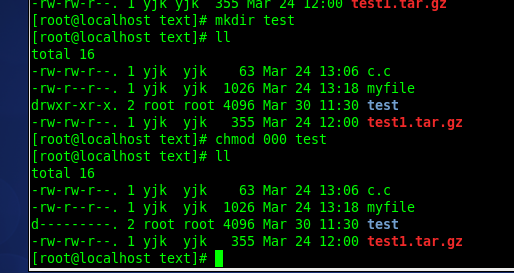 -rw-rw-r--. 1 yjk yjk  355 Mar 24 12:00 test1.tar.gz
[root@localhost text]# mkdir test
[root@localhost text]# ll
total 16
-rw-rw-r--. 1 yjk  yjk    63 Mar 24 13:06 c.c
-rw-r--r--. 1 yjk  yjk  1026 Mar 24 13:18 myfile
drwxr-xr-x. 2 root root 4096 Mar 30 11:30 test
-rw-rw-r--. 1 yjk  yjk   355 Mar 24 12:00 test1.tar.gz
[root@localhost text]# chmod 000 test
[root@localhost text]# ll
total 16
-rw-rw-r--. 1 yjk  yjk    63 Mar 24 13:06 c.c
-rw-r--r--. 1 yjk  yjk  1026 Mar 24 13:18 myfile
d---------. 2 root root 4096 Mar 30 11:30 test
-rw-rw-r--. 1 yjk  yjk   355 Mar 24 12:00 test1.tar.gz
[root@localhost text]#